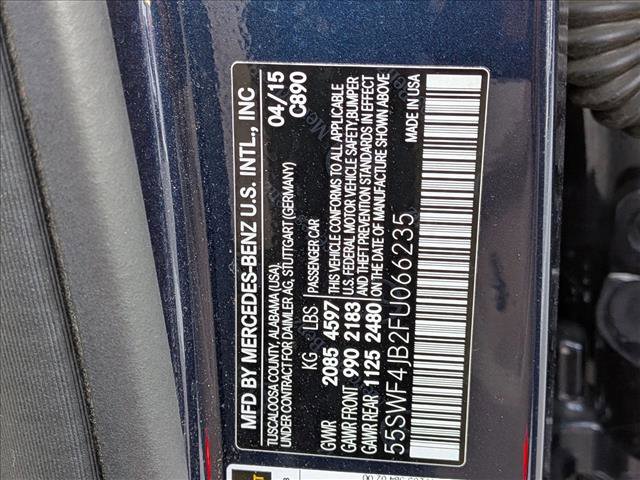 MFD BY MERCEDES-BENZ U.S. INTL., INC
TUSCALOOSA COUNTY, ALABAMA (USA).
UNDER CONTRACT FOR DAIMLER AG, STUTTGART (GERMANY)
04/15
C890
KG LBS PASSENGER CAR
GVWR 2085 4597
GAWR FRONT 990 2183
GAWR REAR 1125 2480
THIS VEHICLE CONFORMS TO ALL APPLICABLE
U.S. FEDERAL MOTOR VEHICLE SAFETY,BUMPER
AND THEFT PREVENTION STANDARDS IN EFFECT
ON THE DATE OF MANUFACTURE SHOWN ABOVE
55SWF4JB2FU066235
MADE IN USA